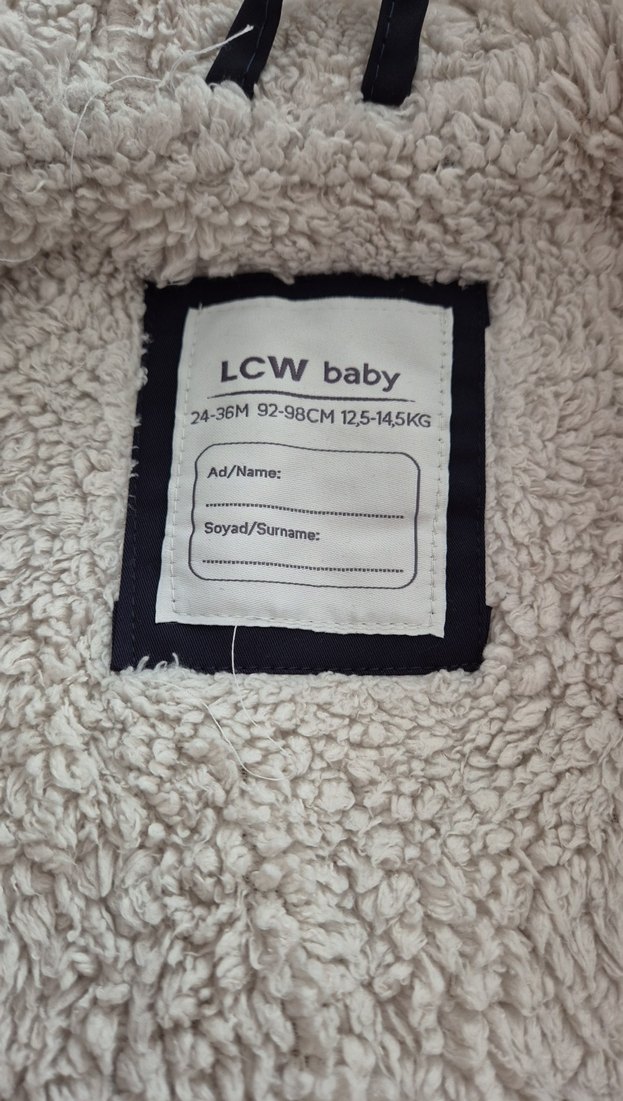 LCW baby
24-36M 92-98CM 12,5-14,5KG
Ad/Name:
Soyad/Surname: